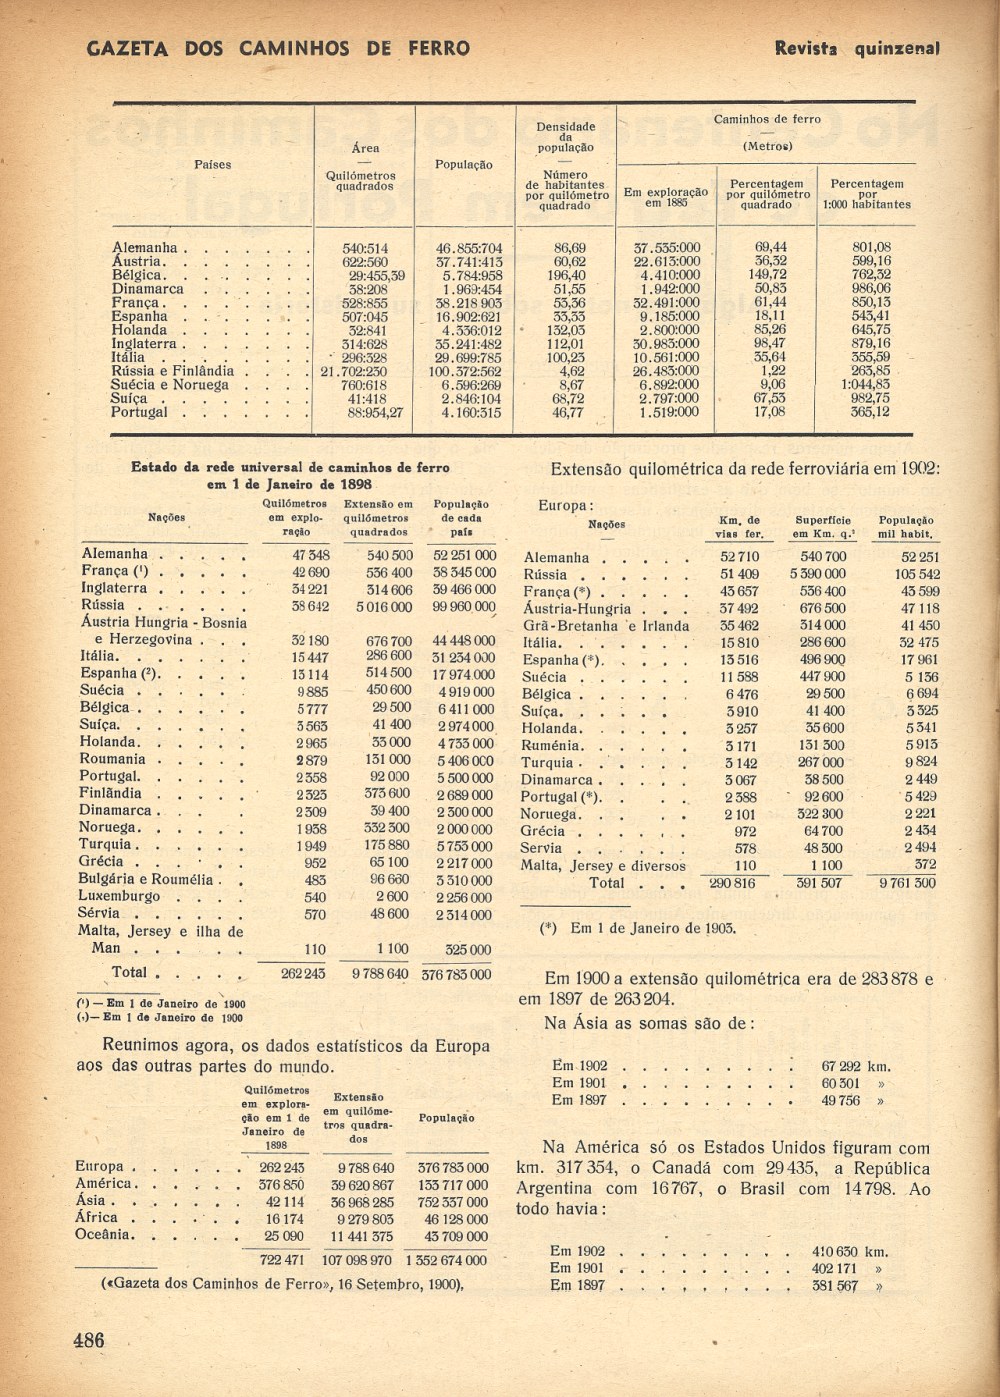 GAZETA DOS CAMINHOS DE FERRO Revista quinzenal
Países Área — Quilómetros quadrados População Densidade da população — Número de habitantes por quilómetro quadrado Caminhos de ferro — (Metros)
Em exploração em 1885 Percentagem por quilómetro quadrado Percentagem por 1:000 habitantes
Alemanha . . . . . . . 540:514 46.855:704 86,69 37.535:000 69,44 801,08
Áustria. . . . . . . . 622:560 37.741:413 60,62 22.613:000 36,32 599,16
Bélgica. . . . . . . . 29:455,39 5.784:958 196,40 4.410:000 149,72 762,32
Dinamarca . . . . . . 38:208 1.969:454 51,55 1.942:000 50,83 986,06
França. . . . . . . . 528:855 38.218 903 53,36 32.491:000 61,44 850,13
Espanha . . . . . . . 507:045 16.902:621 33,33 9.185:000 18,11 543,41
Holanda . . . . . . . 32:841 4.336:012 132,03 2.800:000 85,26 645,75
Inglaterra . . . . . . . 314:628 35.241:482 112,01 30.983:000 98,47 879,16
Itália . . . . . . . . 296:328 29.699:785 100,23 10.561:000 35,64 355,59
Rússia e Finlândia . . . . 21.702:230 100.372:562 4,62 26.483:000 1,22 263,85
Suécia e Noruega . . . . 760:618 6.596:269 8,67 6.892:000 9,06 1:044,83
Suíça . . . . . . . . 41:418 2.846:104 68,72 2.797:000 67,53 982,75
Portugal . . . . . . . 88:954,27 4.160:315 46,77 1.519:000 17,08 365,12
Estado da rede universal de caminhos de ferro
em 1 de Janeiro de 1898
Nações Quilómetros em exploração Extensão em quilómetros quadrados População de cada país
Alemanha . . . . . 47 348 540 500 52 251 000
França (¹) . . . . . 42 690 536 400 38 345 000
Inglaterra . . . . . 34 221 314 606 39 466 000
Rússia . . . . . . 38 642 5 016 000 99 960 000
Áustria Hungria - Bosnia
e Herzegovina . . . 32 180 676 700 44 448 000
Itália. . . . . . . 15 447 286 600 31 234 000
Espanha (²). . . . . 13 114 514 500 17 974 000
Suécia . . . . . . 9 885 450 600 4 919 000
Bélgica . . . . . . 5 777 29 500 6 411 000
Suíça. . . . . . . 3 563 41 400 2 974 000
Holanda. . . . . . 2 965 33 000 4 733 000
Roumania . . . . . 2 879 131 000 5 406 000
Portugal. . . . . . 2 358 92 000 5 500 000
Finlãndia . . . . . 2 323 373 600 2 689 000
Dinamarca . . . . . 2 309 39 400 2 300 000
Noruega. . . . . . 1 938 332 300 2 000 000
Turquia . . . . . . 1 949 175 880 5 753 000
Grécia . . . . . . 952 65 100 2 217 000
Bulgária e Roumélia . . 483 96 660 3 310 000
Luxemburgo . . . . 540 2 600 2 256 000
Sérvia . . . . . . 570 48 600 2 314 000
Malta, Jersey e ilha de
Man . . . . . 110 1 100 325 000
Total . . . . . 262 243 9 788 640 376 783 000
(¹) — Em 1 de Janeiro de 1900
— Em 1 de Janeiro de 1900
Reunimos agora, os dados estatísticos da Europa
aos das outras partes do mundo.
Quilómetros em exploração em 1 de Janeiro de 1898 Extensão em quilómetros quadrados População
Europa . . . . . . 262 243 9 788 640 376 783 000
América. . . . . . 376 850 39 620 867 133 717 000
Ásia . . . . . . . 42 114 36 968 285 752 337 000
África . . . . . . 16 174 9 279 803 46 128 000
Oceânia. . . . . . 25 090 11 441 375 43 709 000
722 471 107 098 970 1 352 674 000
(«Gazeta dos Caminhos de Ferro», 16 Setembro, 1900),
Extensão quilométrica da rede ferroviária em 1902:
Europa :
Nações — Km. de vias fer. Superfície em Km. q.² População mil habit.
Alemanha . . . . . 52 710 540 700 52 251
Rússia . . . . . . 51 409 5 390 000 105 542
França (*) . . . . . 43 657 536 400 43 599
Áustria-Hungria . . . 37 492 676 500 47 118
Grã-Bretanha e Irlanda 35 462 314 000 41 450
Itália. . . . . . . 15 810 286 600 32 475
Espanha (*). . . . . 13 516 496 900 17 961
Suécia . . . . . . 11 588 447 900 5 136
Bélgica . . . . . . 6 476 29 500 6 694
Suíça. . . . . . 3 910 41 400 3 325
Holanda. . . . . . 3 257 35 600 5 341
Ruménia. . . . . . 3 171 131 300 5 913
Turquia . . . . . . 3 142 267 000 9 824
Dinamarca . . . . . 3 067 38 500 2 449
Portugal (*). . . . 2 388 92 600 5 429
Noruega. . . . . 2 101 322 300 2 221
Grécia . . . . . . 972 64 700 2 434
Servia . . . . . . 578 48 300 2 494
Malta, Jersey e diversos 110 1 100 372
Total . . . 290 816 391 507 9 761 300
(*) Em 1 de Janeiro de 1903.
Em 1900 a extensão quilométrica era de 283 878 e
em 1897 de 263 204.
Na Ásia as somas são de :
Em 1902 . . . . . . . . . 67 292 km.
Em 1901 . . . . . . . . . 60 301 »
Em 1897 . . . . . . . . . 49 756 »
Na América só os Estados Unidos figuram com
km. 317 354, o Canadá com 29 435, a República
Argentina com 16 767, o Brasil com 14 798. Ao
todo havia :
Em 1902 . . . . . . . . . 410 630 km.
Em 1901 . . . . . . . . . 402 171 »
Em 1897 . . . . . . . . . 381 567 »
486